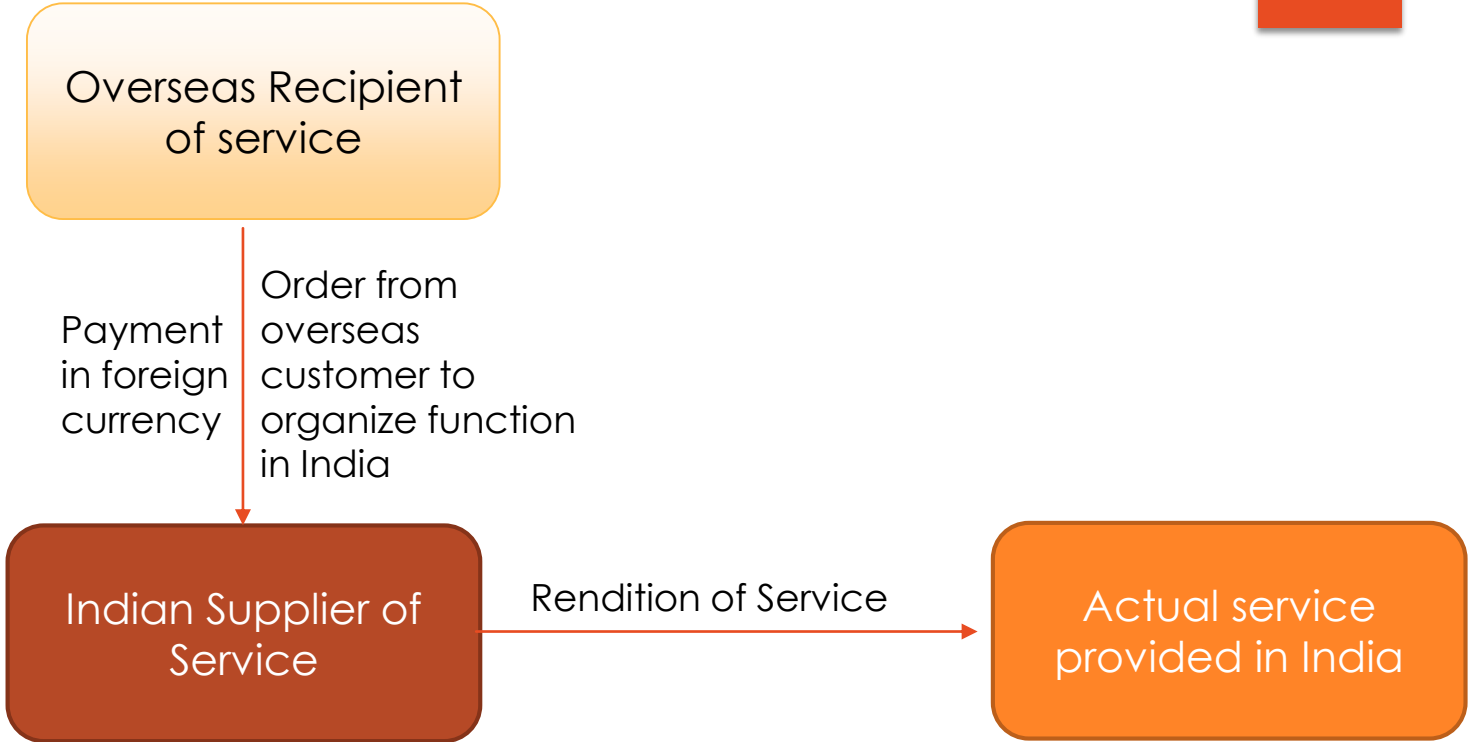 Overseas Recipient
of service
Payment
in foreign
currency
Order from
overseas
customer to
organize function
in India
Indian Supplier of
Service
Rendition of Service
Actual service
provided in India